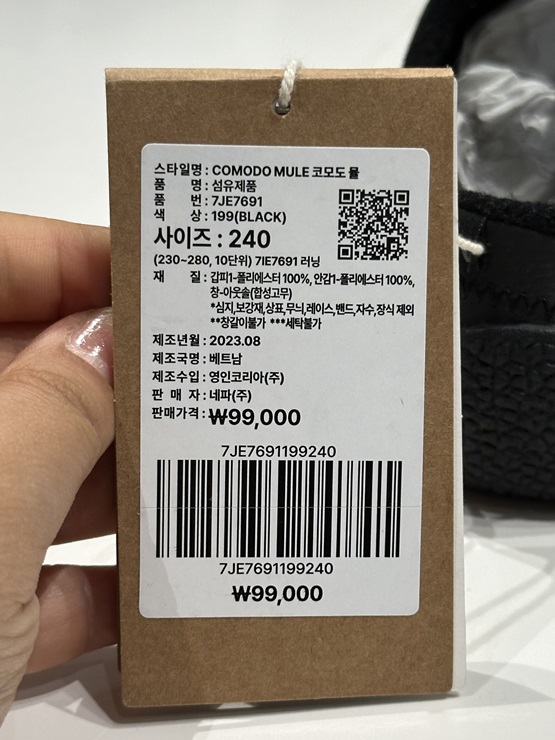 스타일명 : COMODO MULE 코모도 뮬
품 명 : 섬유제품
품 번 : 7JE7691
색 상 : 199(BLACK)
사이즈 : 240
(230~280, 10단위) 7IE7691 러닝
재 질 : 갑피1-폴리에스터 100%, 안감1-폴리에스터 100%,
창-아웃솔(합성고무)
*심지,보강재,상표,무늬,레이스,밴드,자수,장식 제외
**창갈이불가 ***세탁불가
제조년월 : 2023.08
제조국명 : 베트남
제조수입 : 영인코리아(주)
판 매 자 : 네파(주)
판매가격 : ₩99,000
7JE7691199240
7JE7691199240
₩99,000